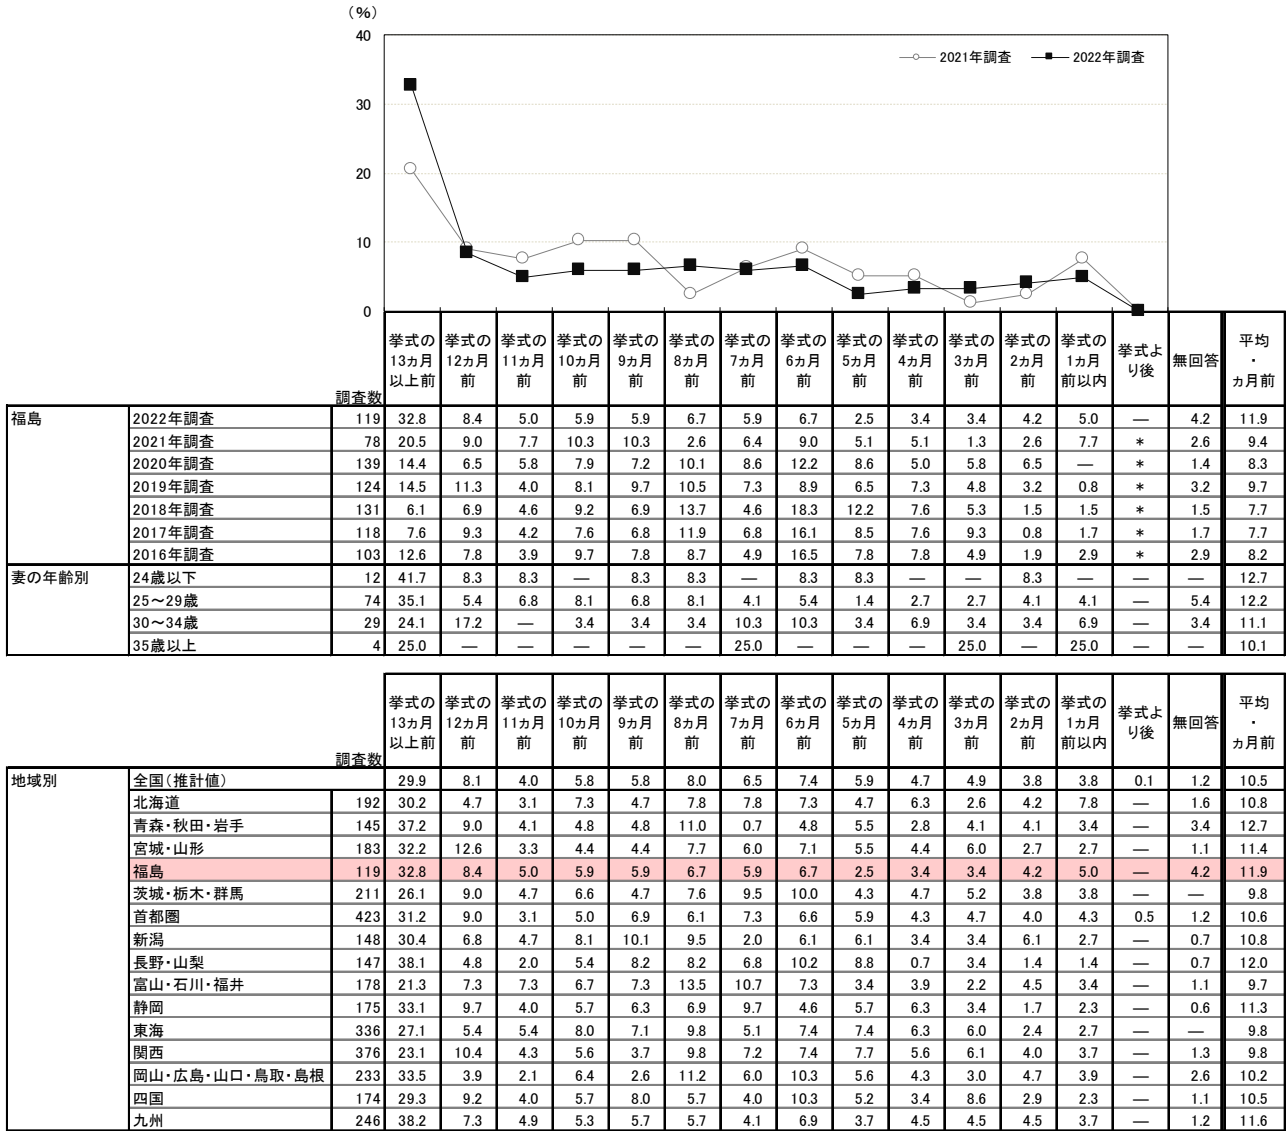 (%)
40
30
20
10
0
2021年調査 2022年調査
調査数 挙式の13ヵ月以上前 挙式の12ヵ月前 挙式の11ヵ月前 挙式の10ヵ月前 挙式の9ヵ月前 挙式の8ヵ月前 挙式の7ヵ月前 挙式の6ヵ月前 挙式の5ヵ月前 挙式の4ヵ月前 挙式の3ヵ月前 挙式の2ヵ月前 挙式の1ヵ月前以内 挙式より後 無回答 平均・ヵ月前
福島 2022年調査 119 32.8 8.4 5.0 5.9 5.9 6.7 5.9 6.7 2.5 3.4 3.4 4.2 5.0 — 4.2 11.9
2021年調査 78 20.5 9.0 7.7 10.3 10.3 2.6 6.4 9.0 5.1 5.1 1.3 2.6 7.7 * 2.6 9.4
2020年調査 139 14.4 6.5 5.8 7.9 7.2 10.1 8.6 12.2 8.6 5.0 5.8 6.5 — * 1.4 8.3
2019年調査 124 14.5 11.3 4.0 8.1 9.7 10.5 7.3 8.9 6.5 7.3 4.8 3.2 0.8 * 3.2 9.7
2018年調査 131 6.1 6.9 4.6 9.2 6.9 13.7 4.6 18.3 12.2 7.6 5.3 1.5 1.5 * 1.5 7.7
2017年調査 118 7.6 9.3 4.2 7.6 6.8 11.9 6.8 16.1 8.5 7.6 9.3 0.8 1.7 * 1.7 7.7
2016年調査 103 12.6 7.8 3.9 9.7 7.8 8.7 4.9 16.5 7.8 7.8 4.9 1.9 2.9 * 2.9 8.2
妻の年齢別 24歳以下 12 41.7 8.3 8.3 — 8.3 8.3 — 8.3 8.3 — — 8.3 — — — 12.7
25～29歳 74 35.1 5.4 6.8 8.1 6.8 8.1 4.1 5.4 1.4 2.7 2.7 4.1 4.1 — 5.4 12.2
30～34歳 29 24.1 17.2 — 3.4 3.4 3.4 10.3 10.3 3.4 6.9 3.4 3.4 6.9 — 3.4 11.1
35歳以上 4 25.0 — — — — — 25.0 — — — 25.0 — 25.0 — — 10.1
調査数 挙式の13ヵ月以上前 挙式の12ヵ月前 挙式の11ヵ月前 挙式の10ヵ月前 挙式の9ヵ月前 挙式の8ヵ月前 挙式の7ヵ月前 挙式の6ヵ月前 挙式の5ヵ月前 挙式の4ヵ月前 挙式の3ヵ月前 挙式の2ヵ月前 挙式の1ヵ月前以内 挙式より後 無回答 平均・ヵ月前
地域別 全国(推計値) 29.9 8.1 4.0 5.8 5.8 8.0 6.5 7.4 5.9 4.7 4.9 3.8 3.8 0.1 1.2 10.5
北海道 192 30.2 4.7 3.1 7.3 4.7 7.8 7.8 7.3 4.7 6.3 2.6 4.2 7.8 — 1.6 10.8
青森・秋田・岩手 145 37.2 9.0 4.1 4.8 4.8 11.0 0.7 4.8 5.5 2.8 4.1 4.1 3.4 — 3.4 12.7
宮城・山形 183 32.2 12.6 3.3 4.4 4.4 7.7 6.0 7.1 5.5 4.4 6.0 2.7 2.7 — 1.1 11.4
福島 119 32.8 8.4 5.0 5.9 5.9 6.7 5.9 6.7 2.5 3.4 3.4 4.2 5.0 — 4.2 11.9
茨城・栃木・群馬 211 26.1 9.0 4.7 6.6 4.7 7.6 9.5 10.0 4.3 4.7 5.2 3.8 3.8 — — 9.8
首都圏 423 31.2 9.0 3.1 5.0 6.9 6.1 7.3 6.6 5.9 4.3 4.7 4.0 4.3 0.5 1.2 10.6
新潟 148 30.4 6.8 4.7 8.1 10.1 9.5 2.0 6.1 6.1 3.4 3.4 6.1 2.7 — 0.7 10.8
長野・山梨 147 38.1 4.8 2.0 5.4 8.2 8.2 6.8 10.2 8.8 0.7 3.4 1.4 1.4 — 0.7 12.0
富山・石川・福井 178 21.3 7.3 7.3 6.7 7.3 13.5 10.7 7.3 3.4 3.9 2.2 4.5 3.4 — 1.1 9.7
静岡 175 33.1 9.7 4.0 5.7 6.3 6.9 9.7 4.6 5.7 6.3 3.4 1.7 2.3 — 0.6 11.3
東海 336 27.1 5.4 5.4 8.0 7.1 9.8 5.1 7.4 7.4 6.3 6.0 2.4 2.7 — — 9.8
関西 376 23.1 10.4 4.3 5.6 3.7 9.8 7.2 7.4 7.7 5.6 6.1 4.0 3.7 — 1.3 9.8
岡山・広島・山口・鳥取・島根 233 33.5 3.9 2.1 6.4 2.6 11.2 6.0 10.3 5.6 4.3 3.0 4.7 3.9 — 2.6 10.2
四国 174 29.3 9.2 4.0 5.7 8.0 5.7 4.0 10.3 5.2 3.4 8.6 2.9 2.3 — 1.1 10.5
九州 246 38.2 7.3 4.9 5.3 5.7 5.7 4.1 6.9 3.7 4.5 4.5 4.5 3.7 — 1.2 11.6